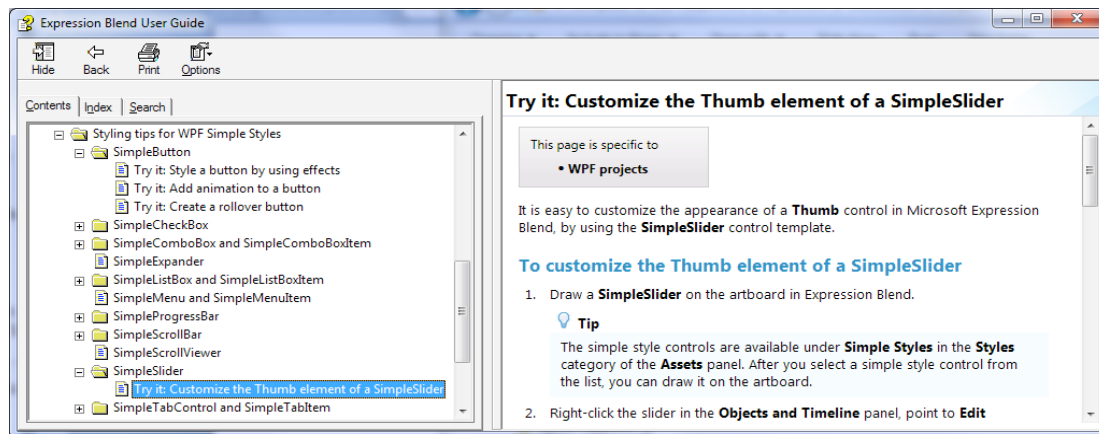 Expression Blend User Guide
Hide Back Print Options
Contents Index Search
Styling tips for WPF Simple Styles
SimpleButton
Try it: Style a button by using effects
Try it: Add animation to a button
Try it: Create a rollover button
SimpleCheckBox
SimpleComboBox and SimpleComboBoxItem
SimpleExpander
SimpleListBox and SimpleListBoxItem
SimpleMenu and SimpleMenuItem
SimpleProgressBar
SimpleScrollBar
SimpleScrollViewer
SimpleSlider
Try it: Customize the Thumb element of a SimpleSlider
SimpleTabControl and SimpleTabItem
Try it: Customize the Thumb element of a SimpleSlider
This page is specific to
• WPF projects
It is easy to customize the appearance of a Thumb control in Microsoft Expression
Blend, by using the SimpleSlider control template.
To customize the Thumb element of a SimpleSlider
1. Draw a SimpleSlider on the artboard in Expression Blend.
Tip
The simple style controls are available under Simple Styles in the Styles
category of the Assets panel. After you select a simple style control from
the list, you can draw it on the artboard.
2. Right-click the slider in the Objects and Timeline panel, point to Edit